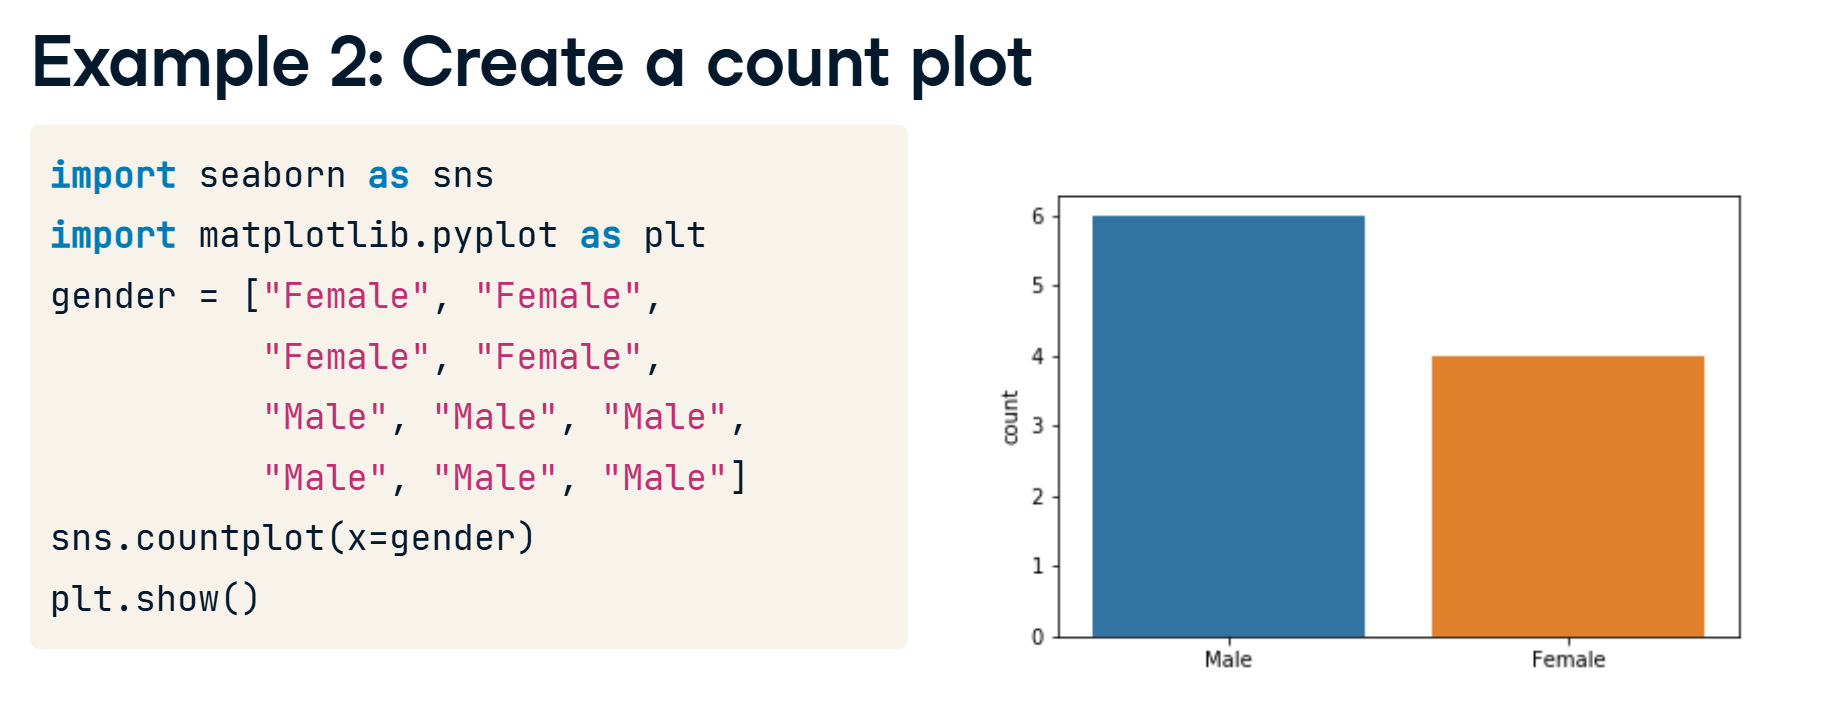 Example 2: Create a count plot
import seaborn as sns
import matplotlib.pyplot as plt
gender = ["Female", "Female",
"Female", "Female",
"Male", "Male", "Male",
"Male", "Male", "Male"]
sns.countplot(x=gender)
plt.show()
6
5
4
3
2
1
0
count
Male Female